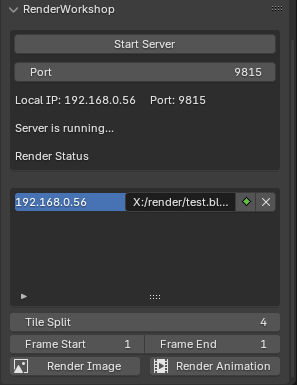 RenderWorkshop
Start Server
Port 9815
Local IP: 192.168.0.56 Port: 9815
Server is running...
Render Status
192.168.0.56 X:/render/test.bl...
Tile Split 4
Frame Start 1 Frame End 1
Render Image Render Animation